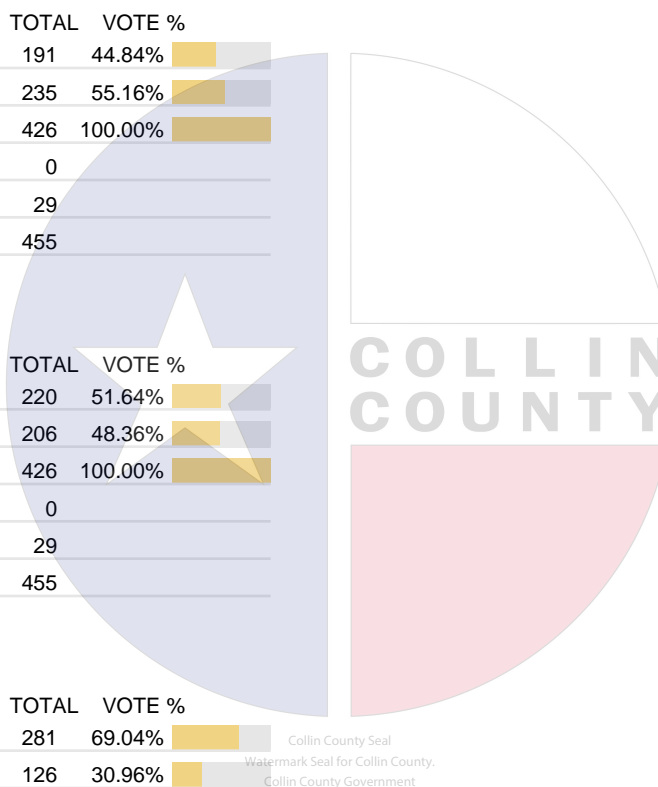 TOTAL VOTE %
191 44.84%
235 55.16%
426 100.00%
0
29
455
TOTAL VOTE %
220 51.64%
206 48.36%
426 100.00%
0
29
455
COLLIN
COUNTY
TOTAL VOTE %
281 69.04%
126 30.96%
Collin County Seal
Watermark Seal for Collin County.
Collin County Government